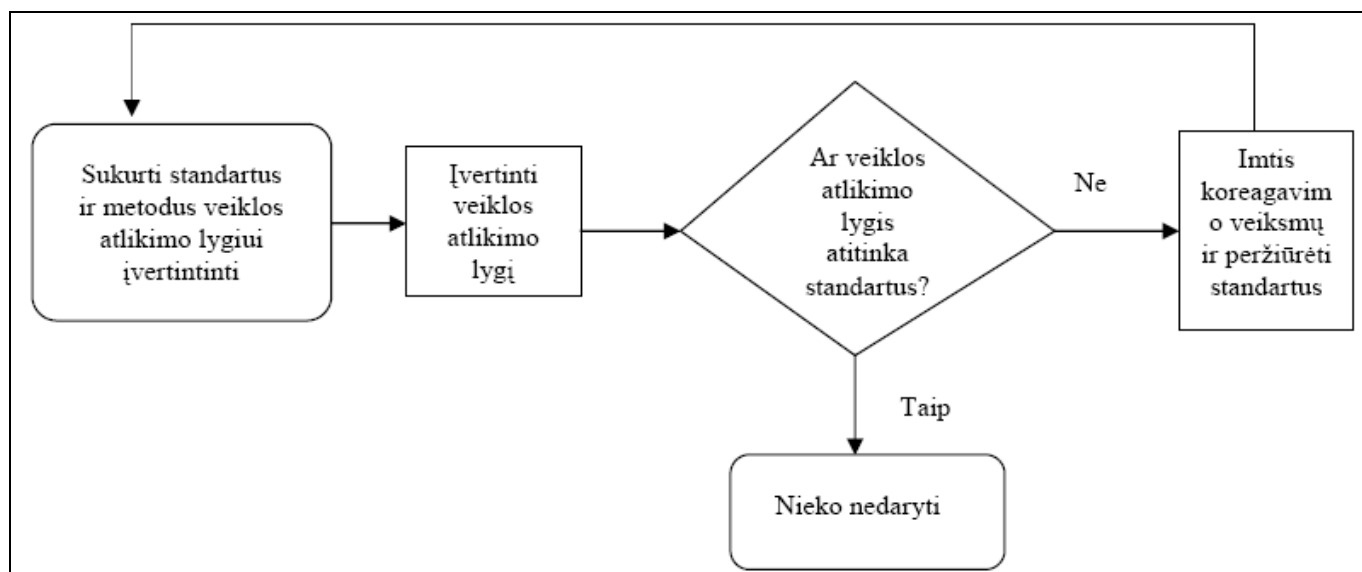 Sukurti standartus
ir metodus veiklos
atlikimo lygiui
įvertintinti
Įvertinti
veiklos
atlikimo
lygį
Ar veiklos
atlikimo
lygis
atitinka
standartus?
Ne
Imtis
koreagavim
o veiksmų
ir peržiūrėti
standartus
Taip
Nieko nedaryti